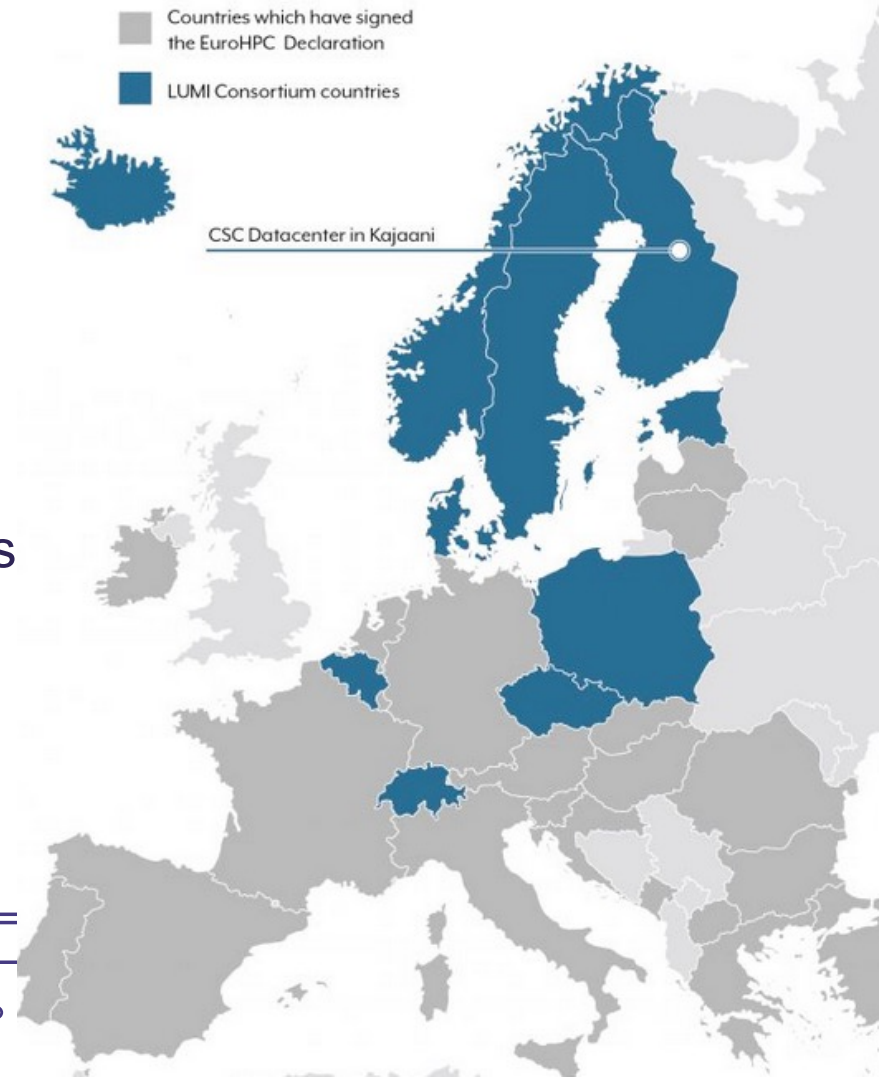 Countries which have signed
the EuroHPC Declaration
LUMI Consortium countries
CSC Datacenter in Kajaani
s